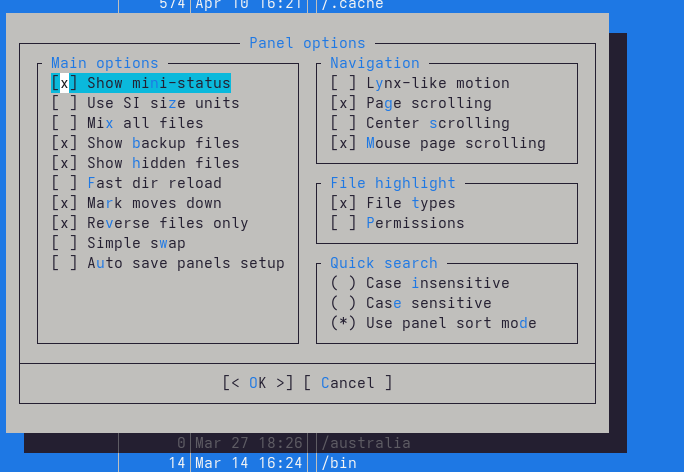 574 Apr 10 16:21 /.cache
Panel options
Main options
[x] Show mini-status
[ ] Use SI size units
[ ] Mix all files
[x] Show backup files
[x] Show hidden files
[ ] Fast dir reload
[x] Mark moves down
[x] Reverse files only
[ ] Simple swap
[ ] Auto save panels setup
Navigation
[ ] Lynx-like motion
[x] Page scrolling
[ ] Center scrolling
[x] Mouse page scrolling
File highlight
[x] File types
[ ] Permissions
Quick search
( ) Case insensitive
( ) Case sensitive
(*) Use panel sort mode
[< OK >] [ Cancel ]
0 Mar 27 18:26 /australia
14 Mar 14 16:24 /bin